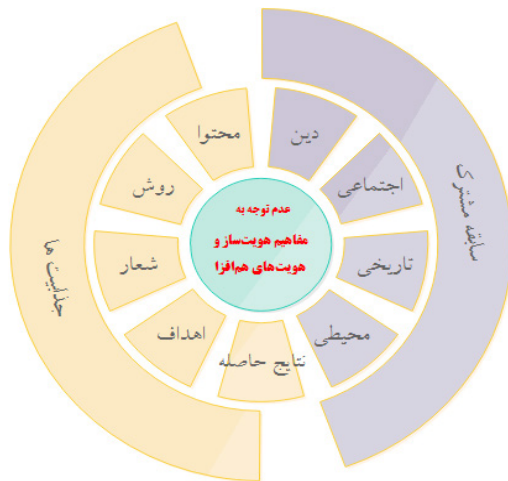 عدم توجه به
مفاهیم هویت‌ساز و
هویت‌های هم‌افزا
سابقه مشترک
دین
اجتماعی
تاریخی
محیطی
جذابیت ها
محتوا
روش
شعار
اهداف
نتایج حاصله